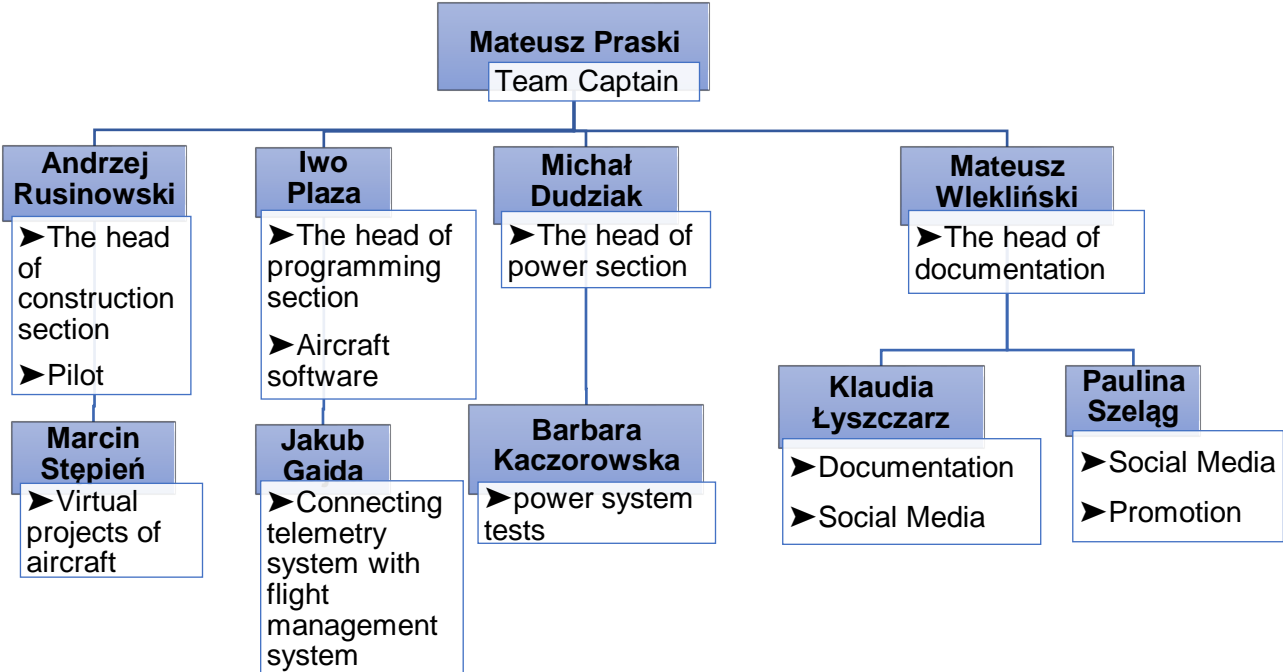 Mateusz Praski
Team Captain
Andrzej
Rusinowski
➤The head
of
construction
section
➤Pilot
Iwo
Plaza
➤The head of
programming
section
➤Aircraft
software
Michał
Dudziak
➤The head of
power section
Mateusz
Wlekliński
➤The head of
documentation
Marcin
Stępień
➤Virtual
projects of
aircraft
Jakub
Gajda
➤Connecting
telemetry
system with
flight
management
system
Barbara
Kaczorowska
➤power system
tests
Klaudia
Łyszczarz
➤Documentation
➤Social Media
Paulina
Szeląg
➤Social Media
➤Promotion